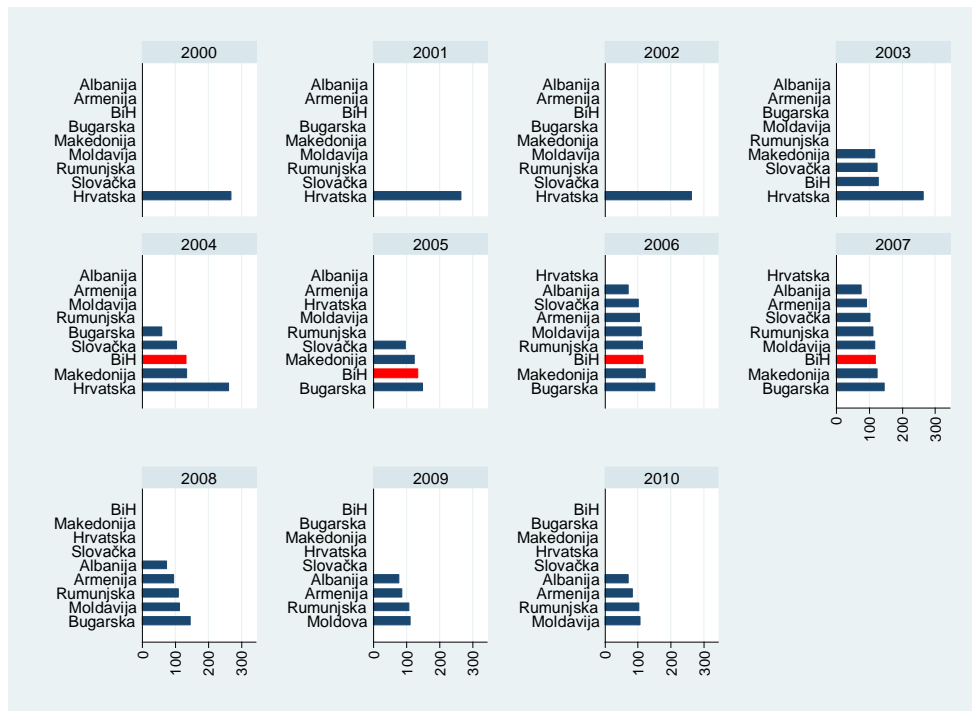 2000
Albanija
Armenija
BiH
Bugarska
Makedonija
Moldavija
Rumunjska
Slovačka
Hrvatska
2001
Albanija
Armenija
BiH
Bugarska
Makedonija
Moldavija
Rumunjska
Slovačka
Hrvatska
2002
Albanija
Armenija
BiH
Bugarska
Makedonija
Moldavija
Rumunjska
Slovačka
Hrvatska
2003
Albanija
Armenija
Bugarska
Moldavija
Rumunjska
Makedonija
Slovačka
BiH
Hrvatska
2004
Albanija
Armenija
Moldavija
Rumunjska
Bugarska
Slovačka
BiH
Makedonija
Hrvatska
2005
Albanija
Armenija
Hrvatska
Moldavija
Rumunjska
Slovačka
Makedonija
BiH
Bugarska
2006
Hrvatska
Albanija
Slovačka
Armenija
Moldavija
Rumunjska
BiH
Makedonija
Bugarska
2007
Hrvatska
Albanija
Armenija
Slovačka
Rumunjska
Moldavija
BiH
Makedonija
Bugarska
0 100 200 300
2008
BiH
Makedonija
Hrvatska
Slovačka
Albanija
Armenija
Rumunjska
Moldavija
Bugarska
0 100 200 300
2009
BiH
Bugarska
Makedonija
Hrvatska
Slovačka
Albanija
Armenija
Rumunjska
Moldova
0 100 200 300
2010
BiH
Bugarska
Makedonija
Hrvatska
Slovačka
Albanija
Armenija
Rumunjska
Moldavija
0 100 200 300